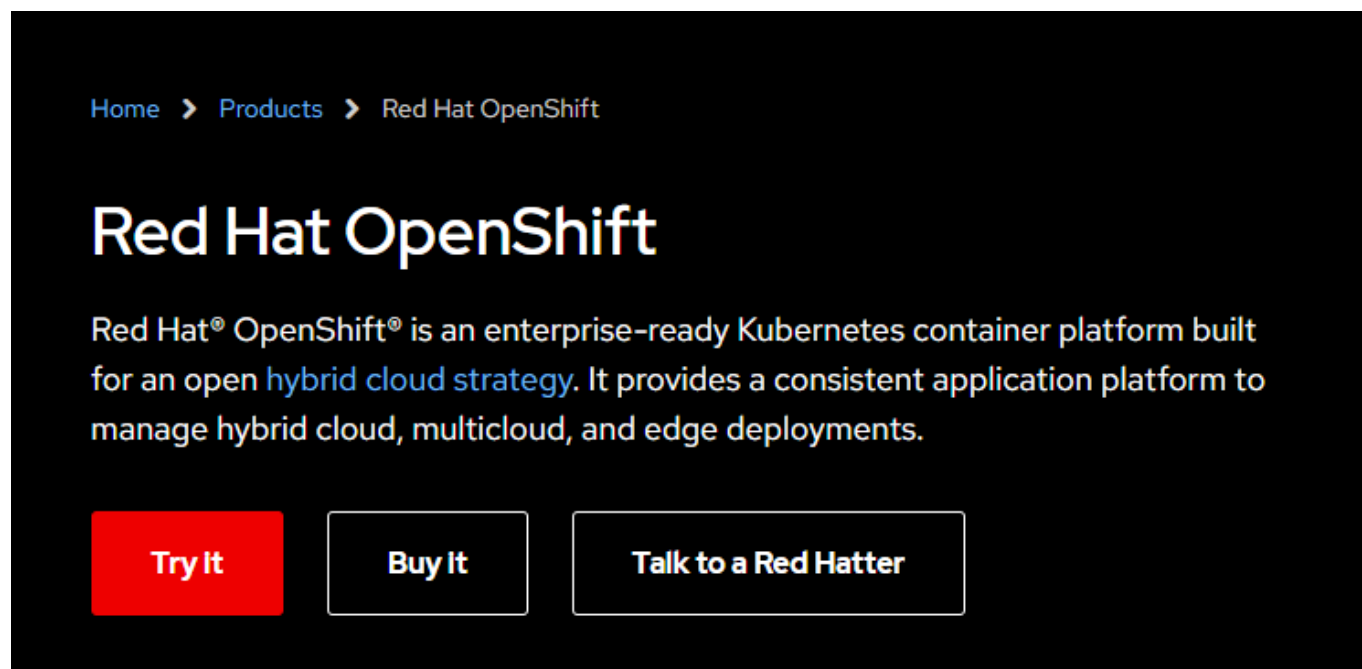 Home > Products > Red Hat OpenShift
Red Hat OpenShift
Red Hat® OpenShift® is an enterprise-ready Kubernetes container platform built
for an open hybrid cloud strategy. It provides a consistent application platform to
manage hybrid cloud, multicloud, and edge deployments.
Try it Buy it Talk to a Red Hatter